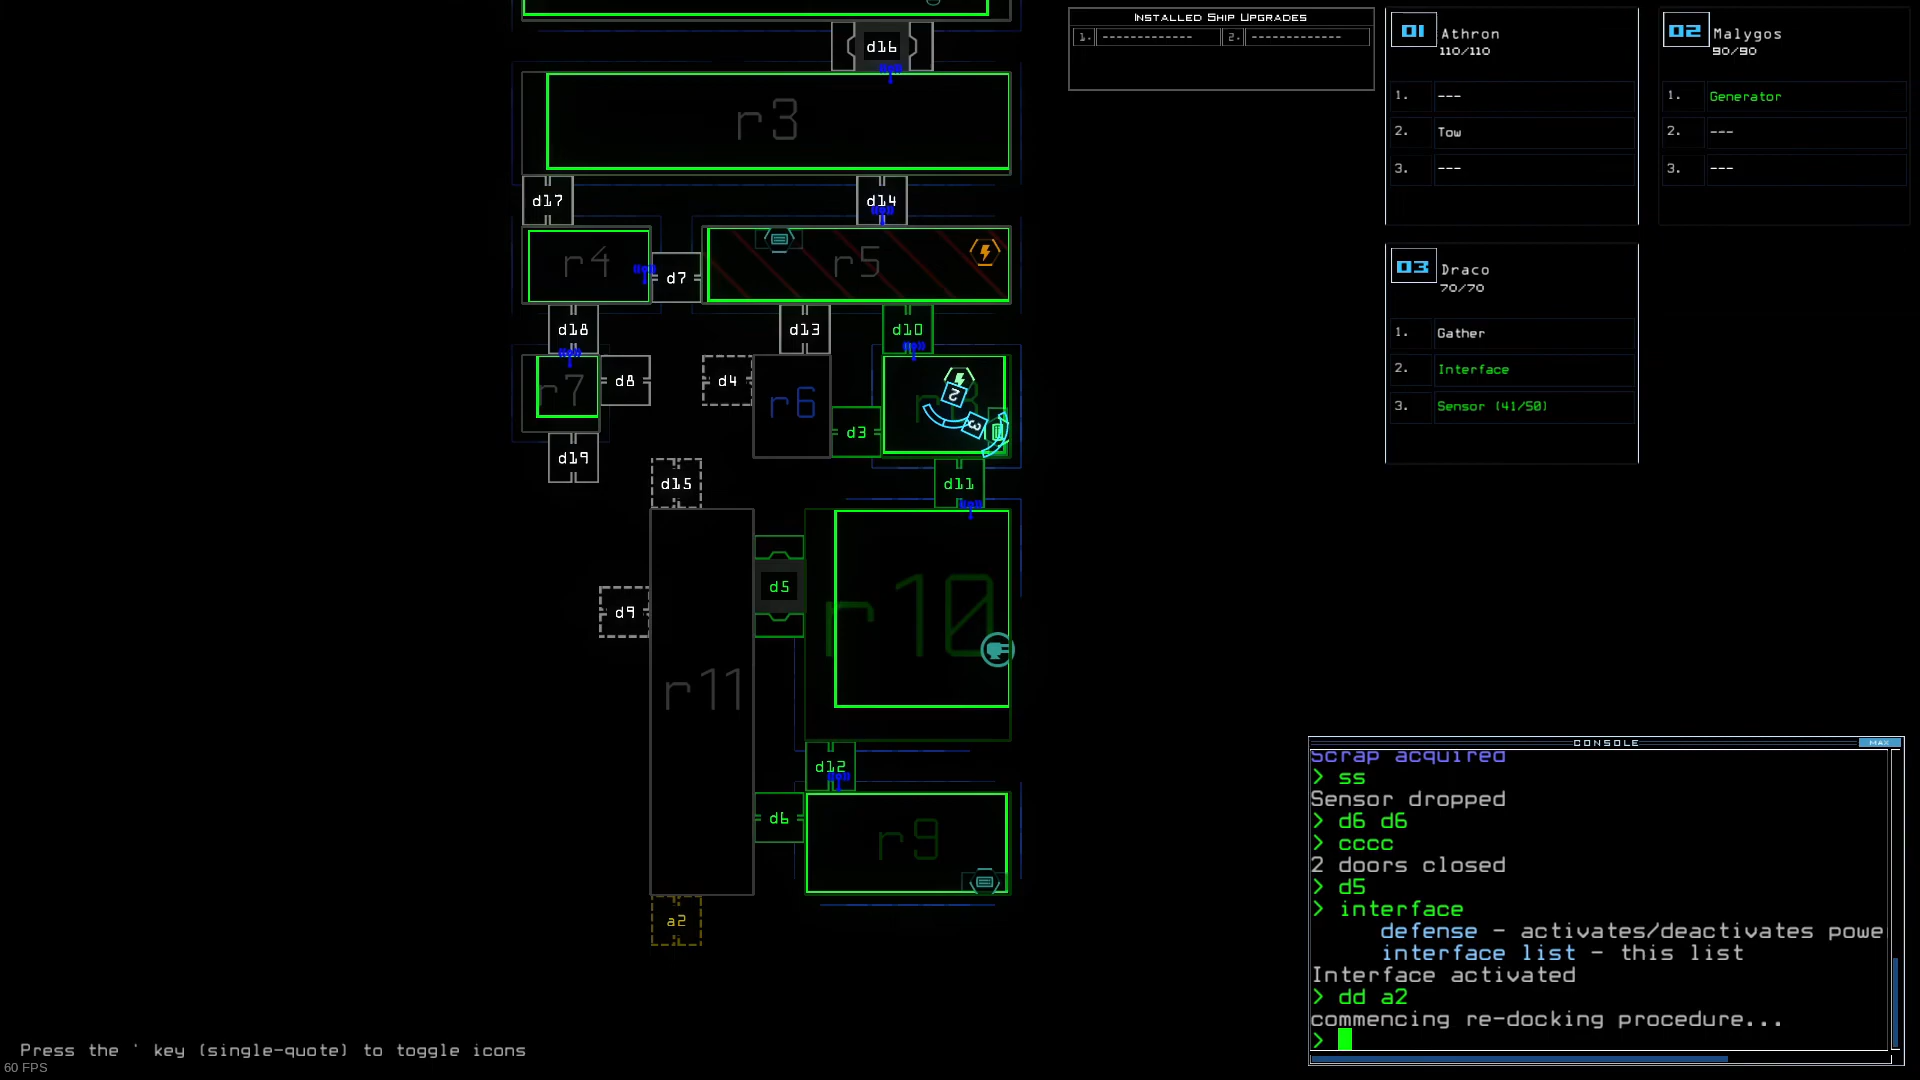 INSTALLED SHIP UPGRADES
1. ------------- 2. -------------
01 Athron
110/110
1. ---
2. Tow
3. ---
02 Malygos
90/90
1. Generator
2. ---
3. ---
03 Draco
70/70
1. Gather
2. Interface
3. Sensor (41/50)
d16
r3
d17
d14
r4
d7
r5
d18
d13
d10
r7
d8
d4
r6
d3
2
3
d19
d15
d11
d5
r10
d9
r11
d12
d6
r9
a2
CONSOLE
MAX
Scrap acquired
> ss
Sensor dropped
> d6 d6
> cccc
2 doors closed
> d5
> interface
defense - activates/deactivates powe
interface list - this list
Interface activated
> dd a2
commencing re-docking procedure...
>
Press the ' key (single-quote) to toggle icons
60 FPS